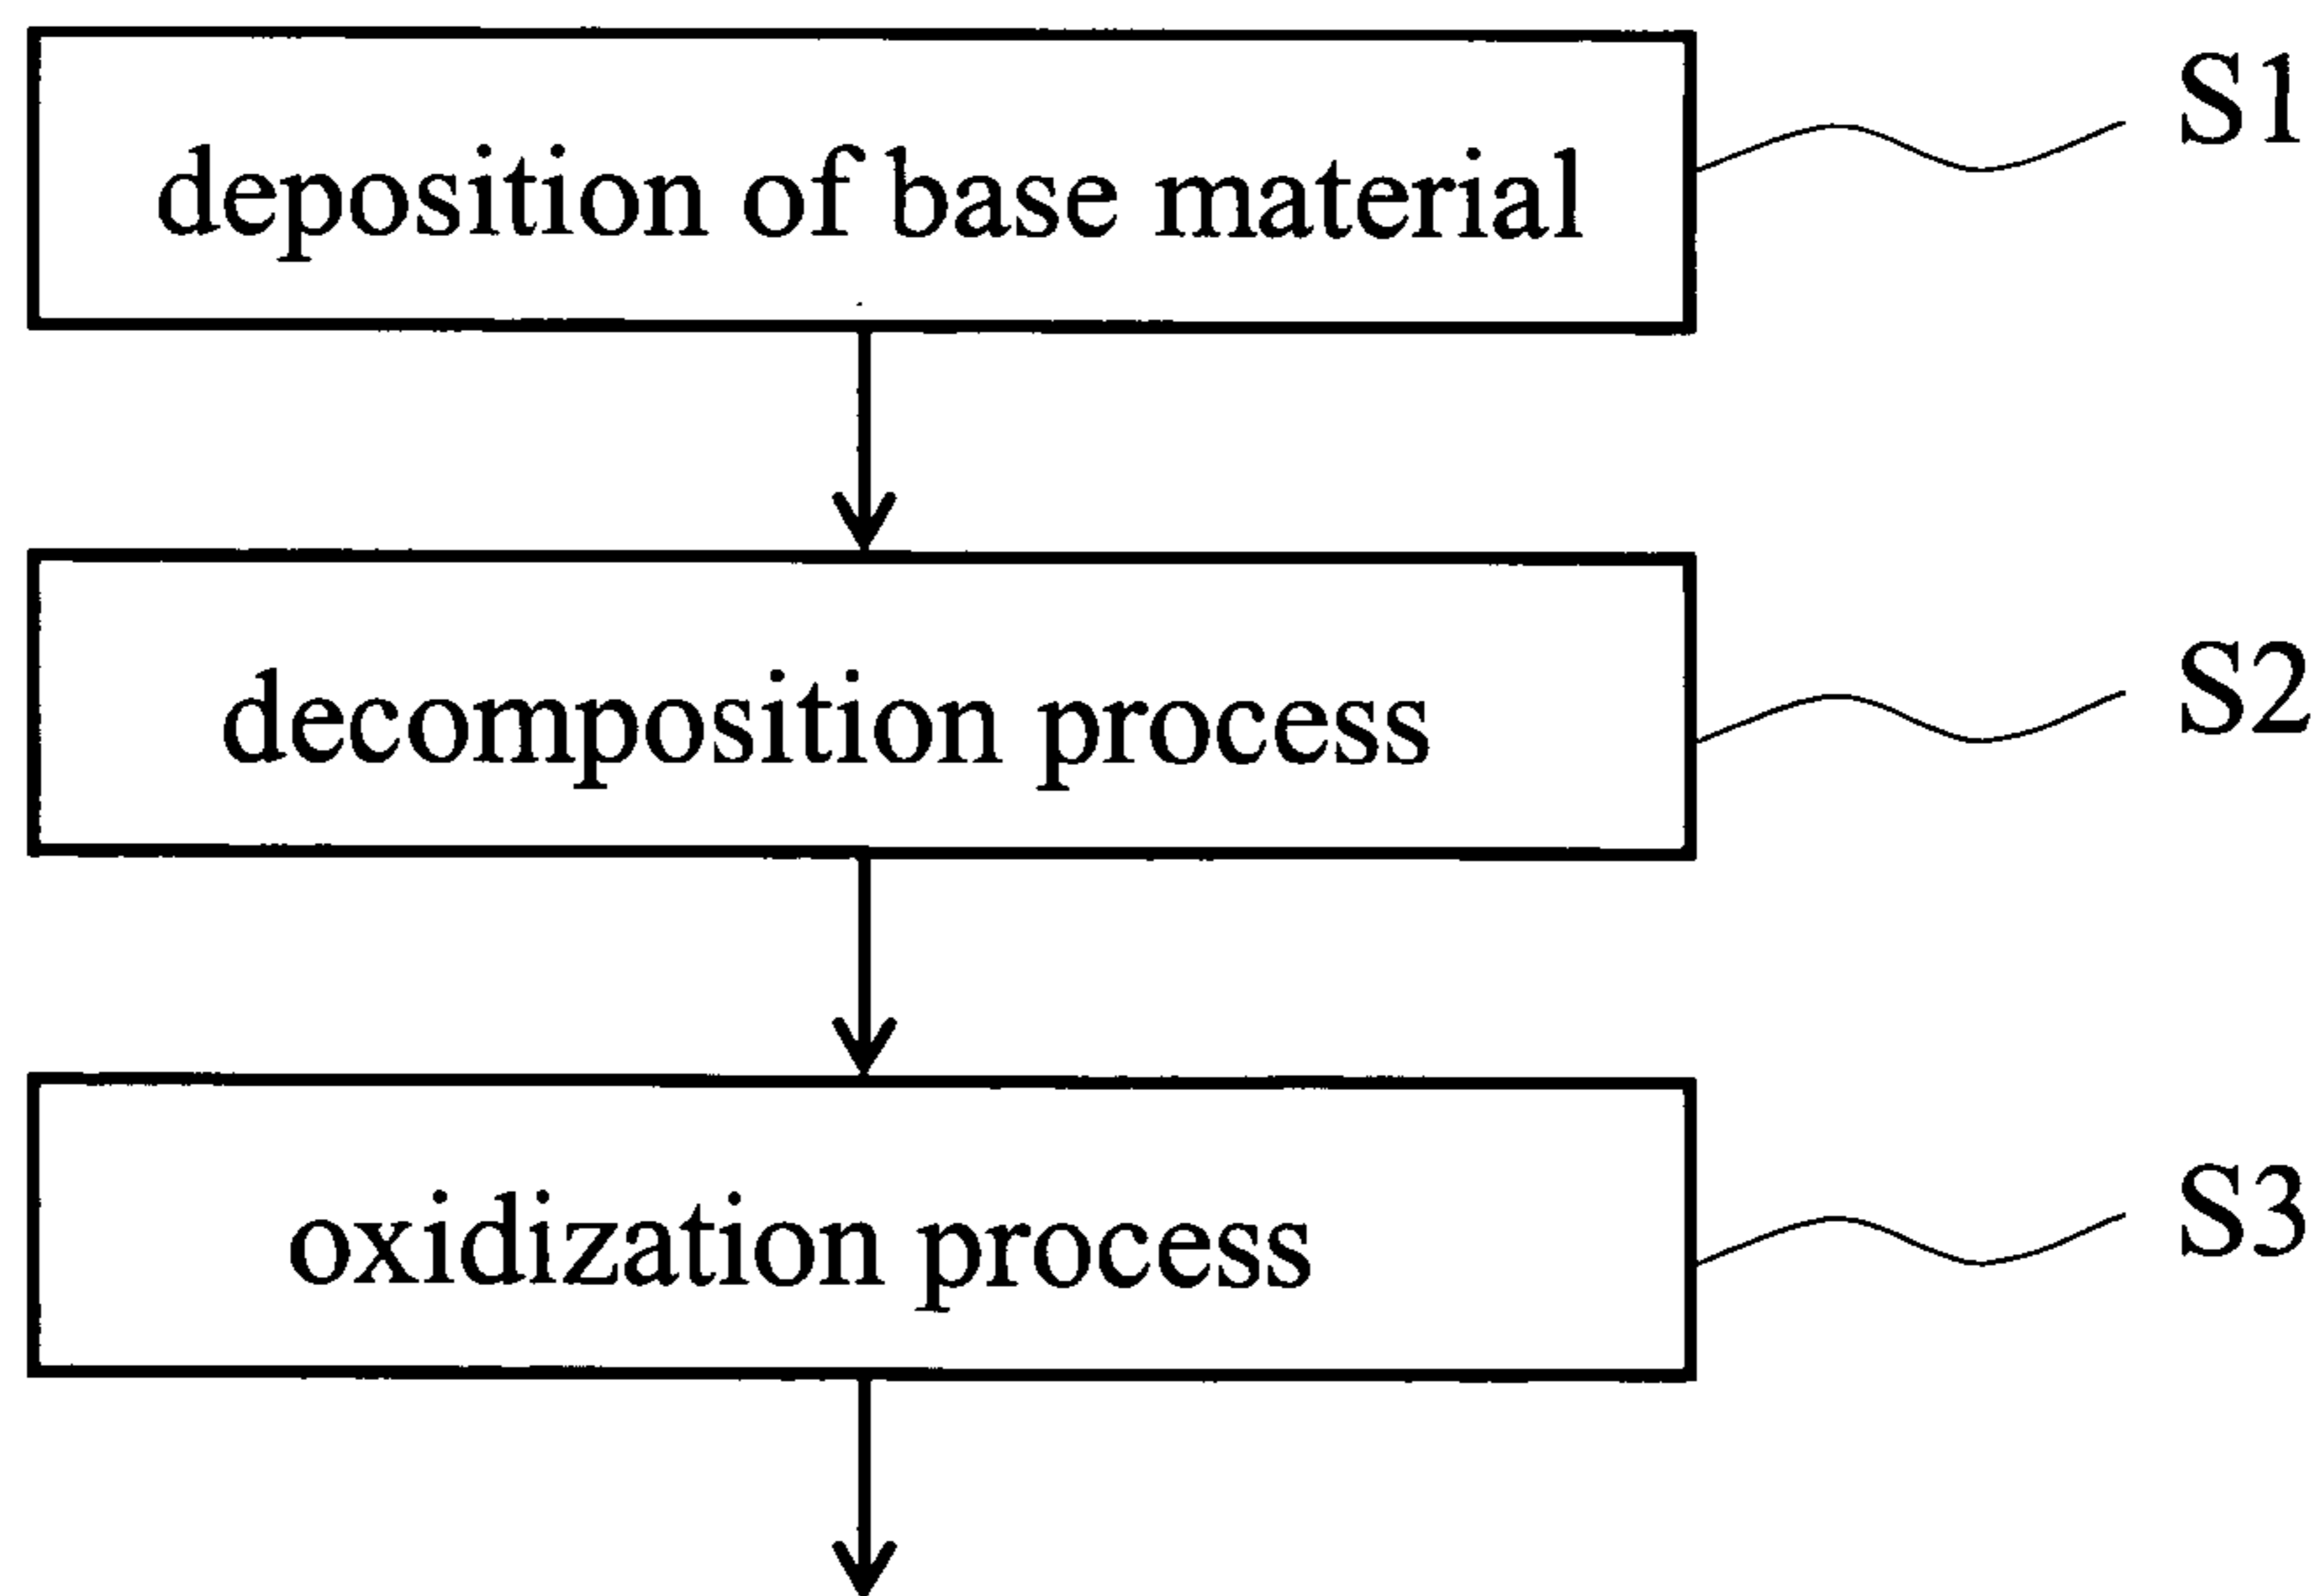 deposition of base material S1
decomposition process S2
oxidization process S3